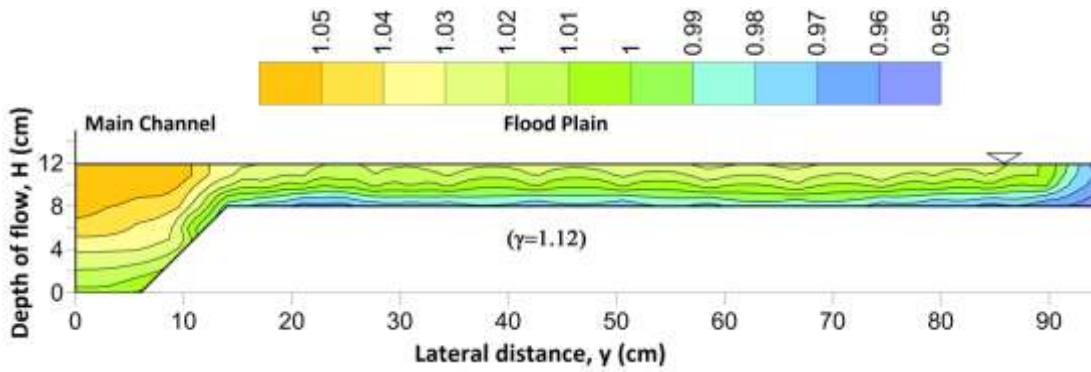 1.05 1.04 1.03 1.02 1.01 1 0.99 0.98 0.97 0.96 0.95
Main Channel Flood Plain
Depth of flow, H (cm)
12
8
4
0
(γ=1.12)
0 10 20 30 40 50 60 70 80 90
Lateral distance, y (cm)